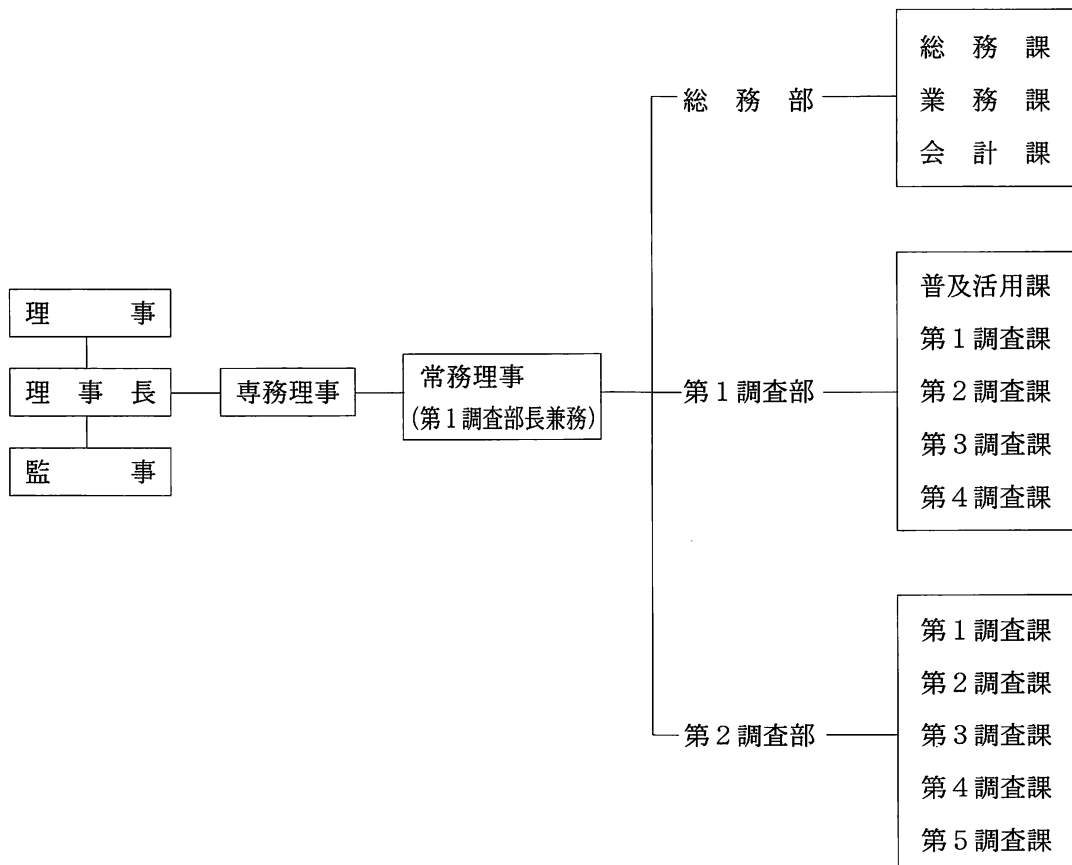 理事
理事長
監事
専務理事
常務理事
(第1調査部長兼務)
総務部
総務課
業務課
会計課
第1調査部
普及活用課
第1調査課
第2調査課
第3調査課
第4調査課
第2調査部
第1調査課
第2調査課
第3調査課
第4調査課
第5調査課